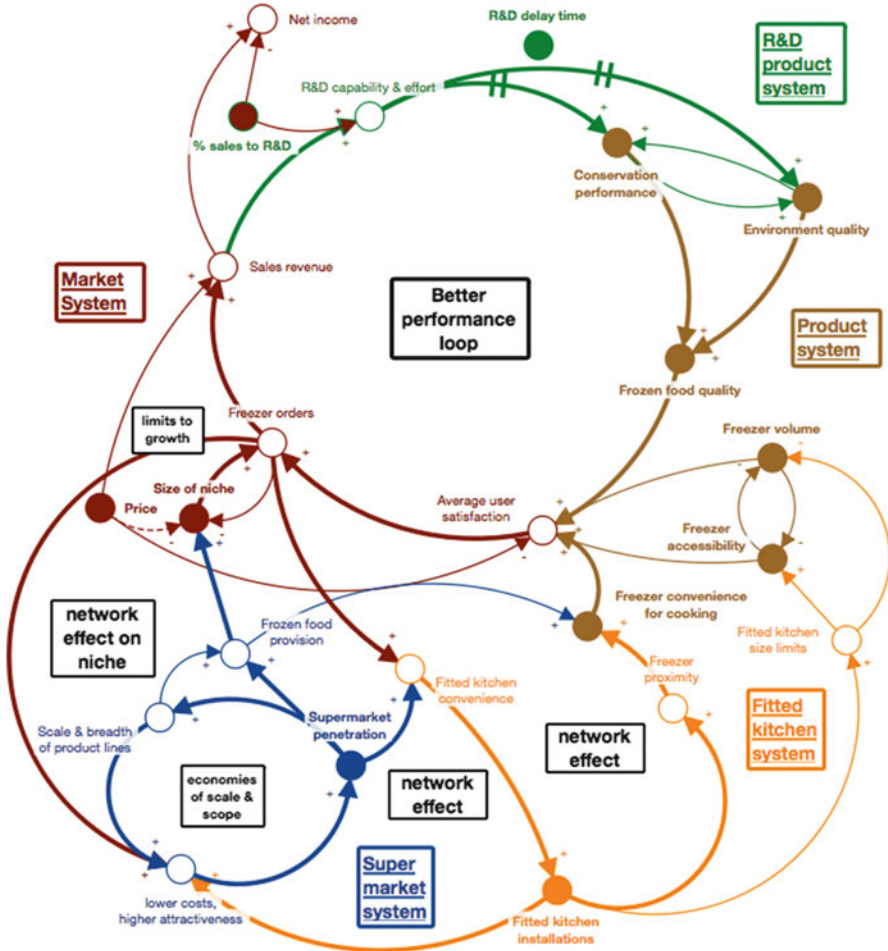 Net income
R&D delay time
R&D
product
system
R&D capability & effort
% sales to R&D
Conservation
performance
Environment quality
Market
System
Sales revenue
Better
performance
loop
Product
system
Frozen food quality
limits to
growth
Freezer orders
Freezer volume
Price
Size of niche
Average user
satisfaction
Freezer
accessibility
network
effect on
niche
Frozen food
provision
Freezer convenience
for cooking
Fitted kitchen
size limits
Fitted kitchen
convenience
Freezer
proximity
Scale & breadth
of product lines
Supermarket
penetration
network
effect
Fitted
kitchen
system
economies
of scale &
scope
network
effect
Super
market
system
lower costs,
higher attractiveness
Fitted kitchen
installations